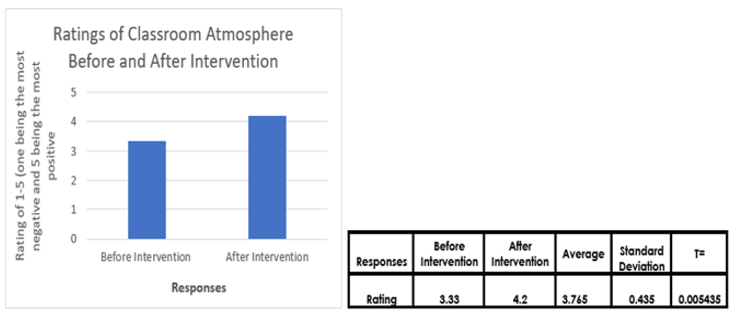 Ratings of Classroom Atmosphere
Before and After Intervention
Rating of 1-5 (one being the most
negative and 5 being the most
positive
5
4
3
2
1
0
Before Intervention After Intervention
Responses
Responses Before Intervention After Intervention Average Standard Deviation T=
Rating 3.33 4.2 3.765 0.435 0.005435